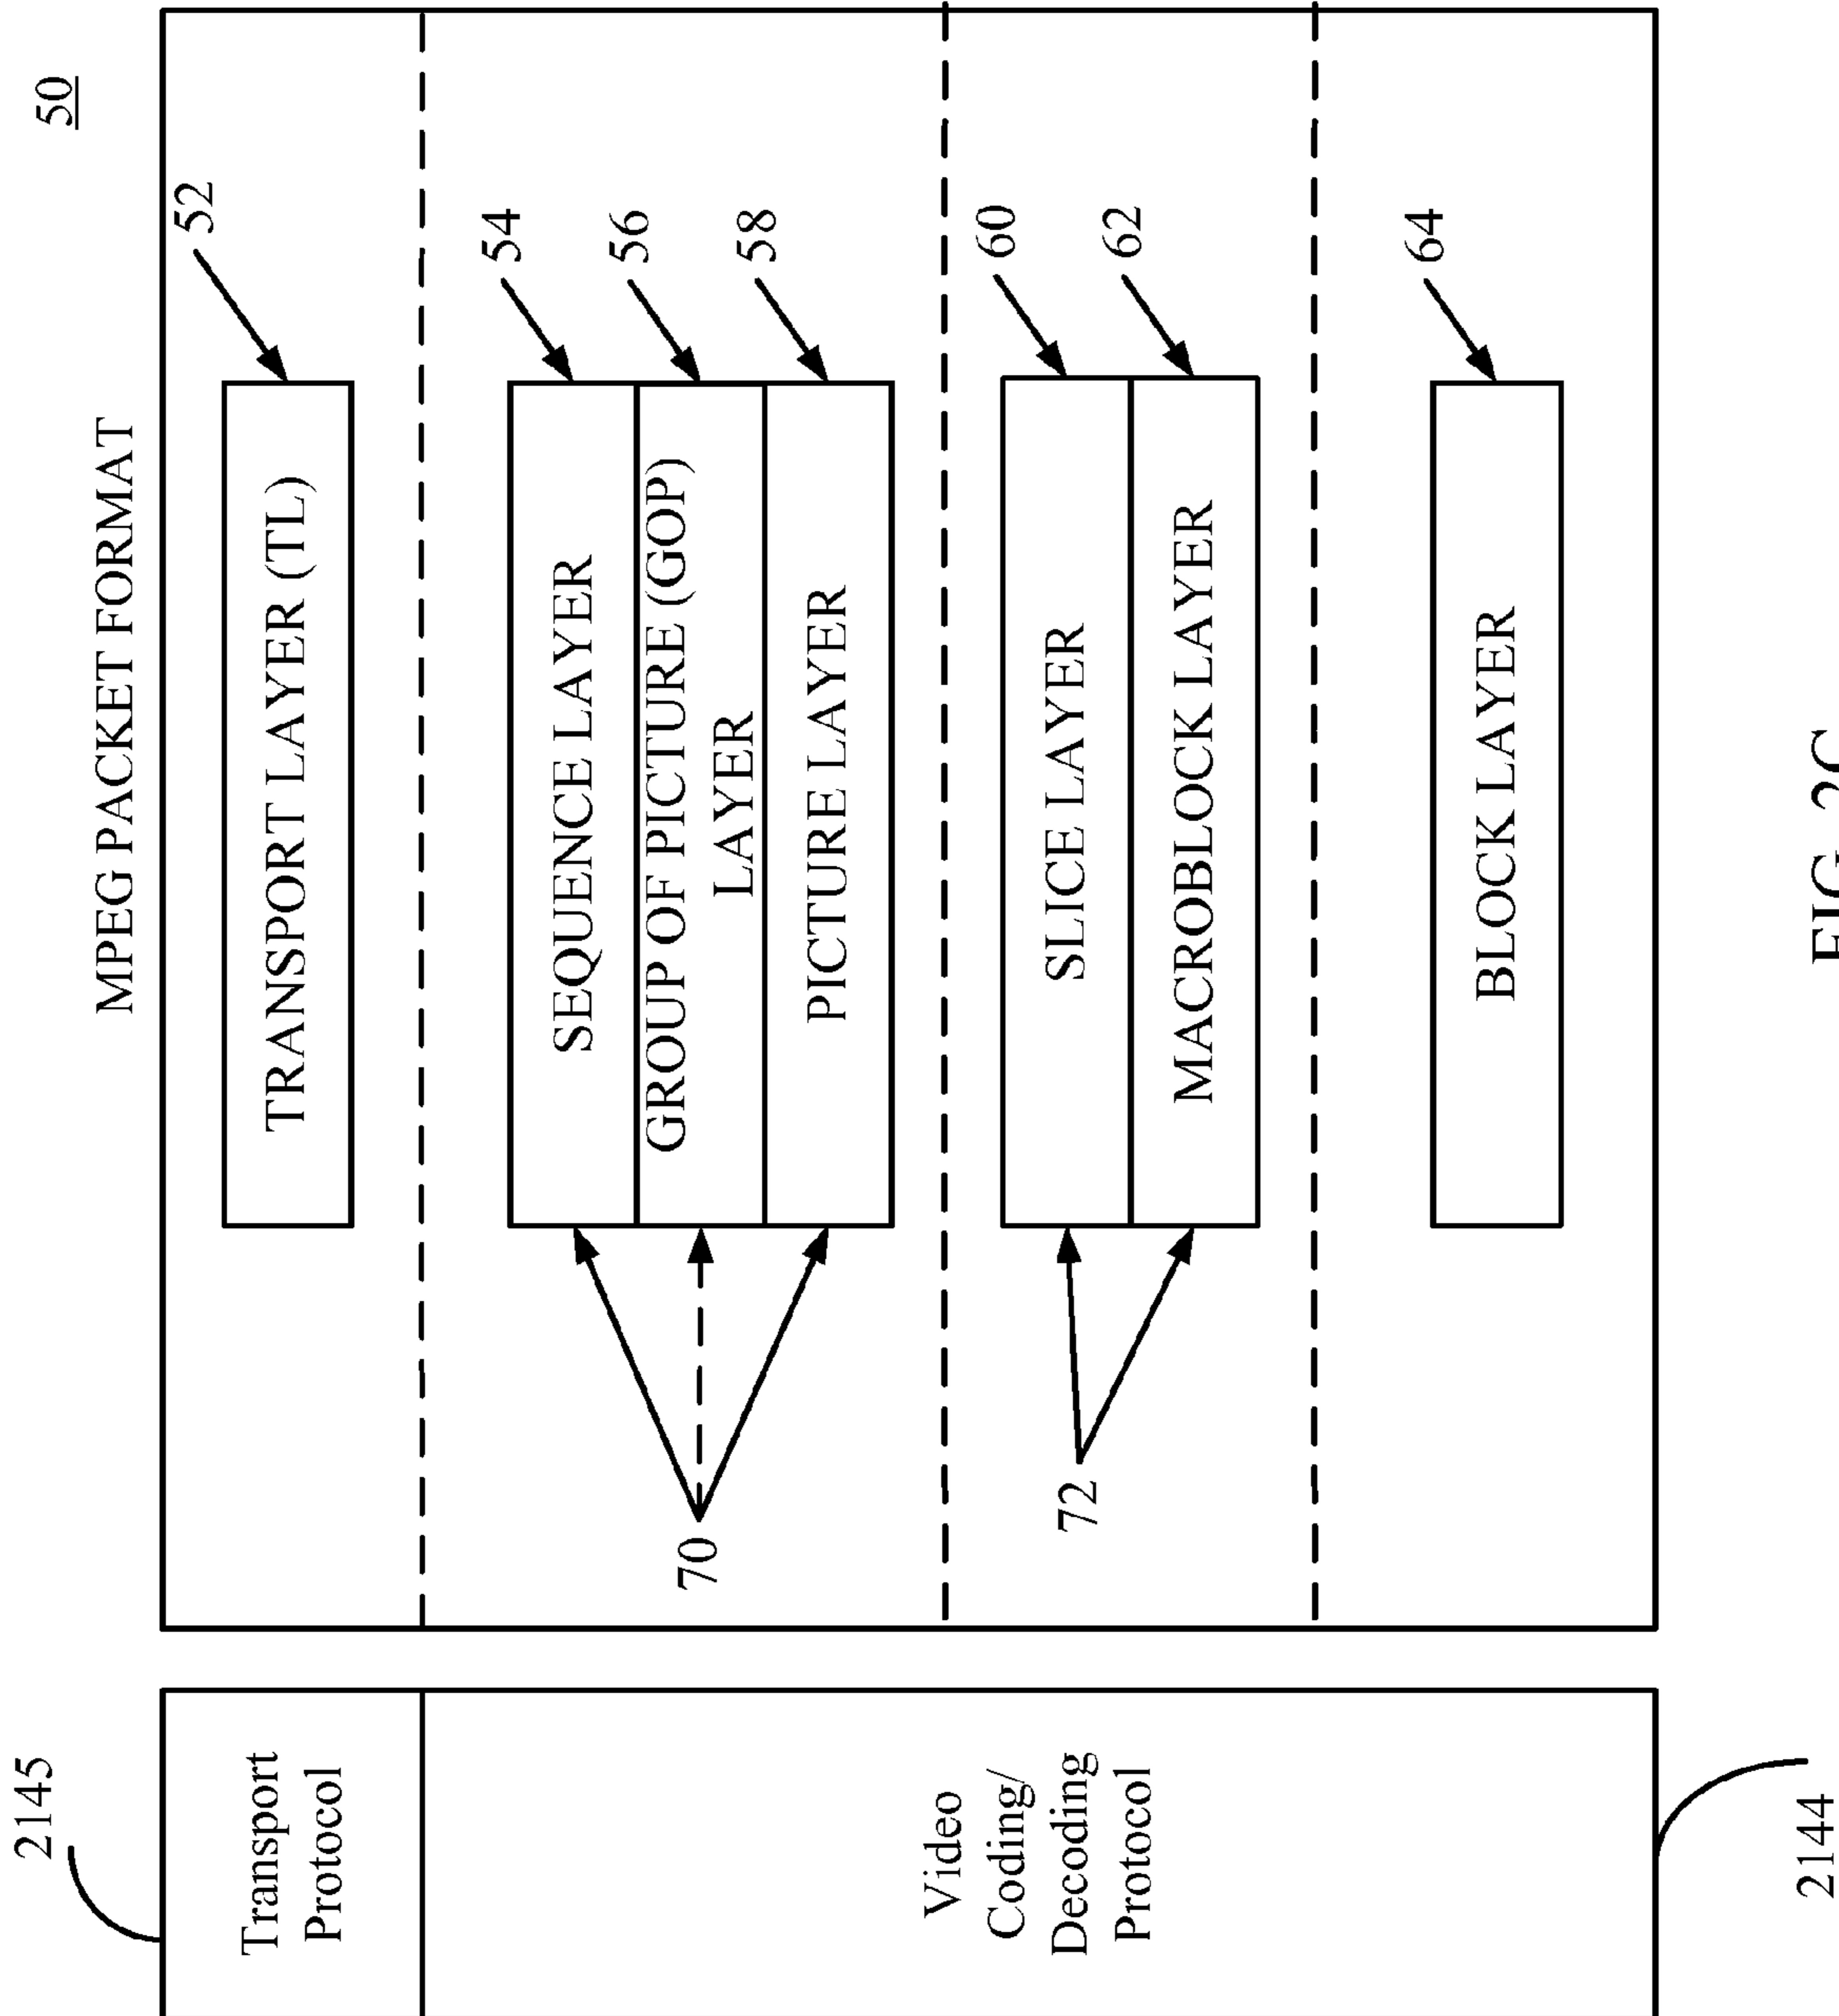 50
MPEG PACKET FORMAT
2145
Transport
Protocol
TRANSPORT LAYER (TL)
52
SEQUENCE LAYER
54
GROUP OF PICTURE (GOP)
LAYER
56
PICTURE LAYER
58
70
Video
Coding/
Decoding
Protocol
SLICE LAYER
60
MACROBLOCK LAYER
62
72
BLOCK LAYER
64
2144
FIG. 2C